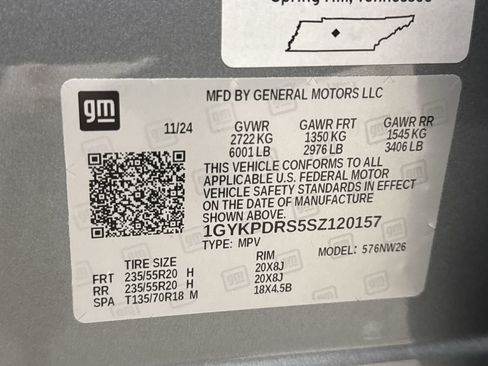 Spring Hill, Tennessee
gm
MFD BY GENERAL MOTORS LLC
11/24 GVWR GAWR FRT GAWR RR
2722 KG 1350 KG 1545 KG
6001 LB 2976 LB 3406 LB
THIS VEHICLE CONFORMS TO ALL
APPLICABLE U.S. FEDERAL MOTOR
VEHICLE SAFETY STANDARDS IN EFFECT
ON THE DATE OF MANUFACTURE
SHOWN ABOVE.
1GYKPDRS5SZ120157
TYPE: MPV MODEL: 576NW26
TIRE SIZE RIM
FRT 235/55R20 H 20X8J
RR 235/55R20 H 20X8J
SPA T135/70R18 M 18X4.5B